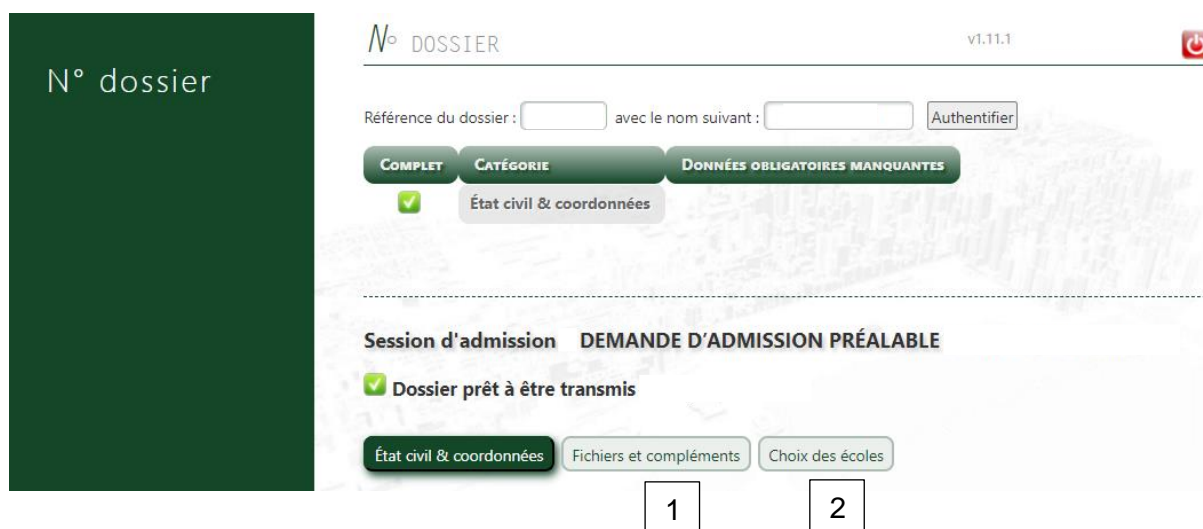 N° dossier
N° DOSSIER v1.11.1
Référence du dossier : avec le nom suivant : Authentifier
COMPLET CATÉGORIE DONNÉES OBLIGATOIRES MANQUANTES
État civil & coordonnées
Session d'admission DEMANDE D’ADMISSION PRÉALABLE
Dossier prêt à être transmis
État civil & coordonnées Fichiers et compléments Choix des écoles
1 2